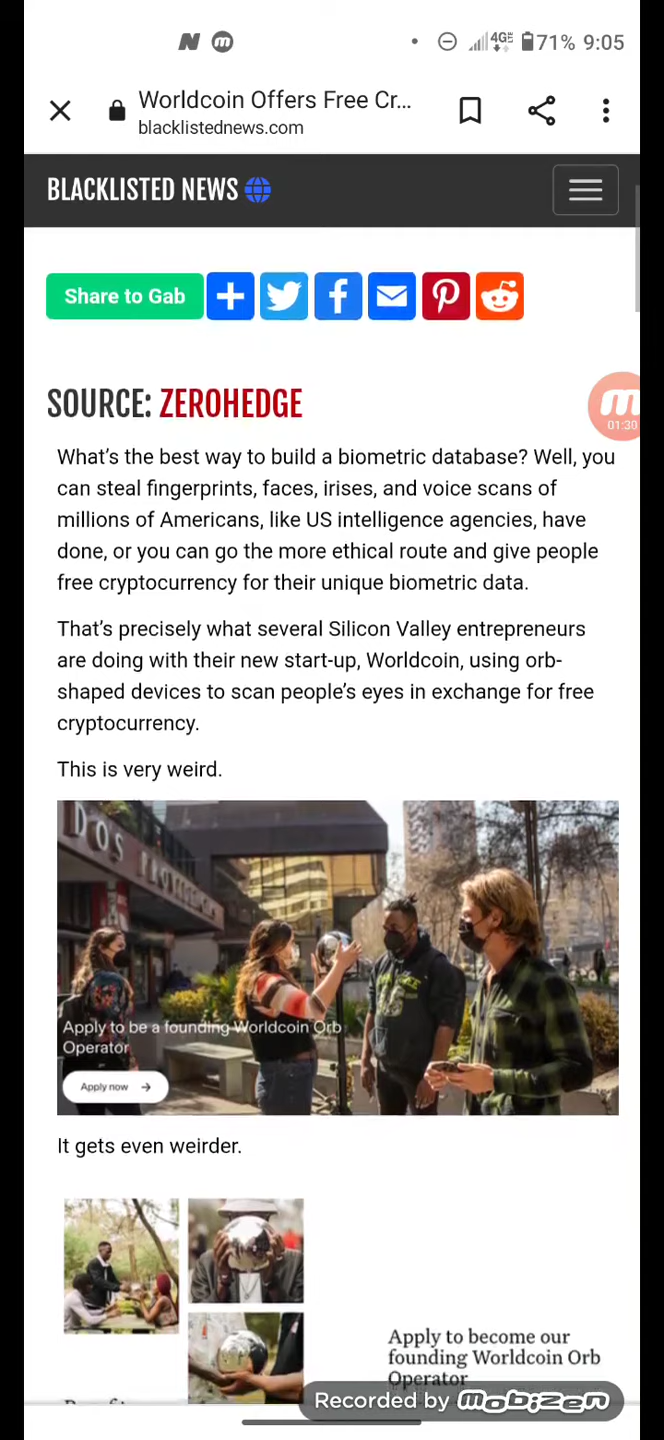 4GE 71% 9:05
Worldcoin Offers Free Cr...
blacklistednews.com
BLACKLISTED NEWS
Share to Gab
SOURCE: ZEROHEDGE
01:30
What's the best way to build a biometric database? Well, you
can steal fingerprints, faces, irises, and voice scans of
millions of Americans, like US intelligence agencies, have
done, or you can go the more ethical route and give people
free cryptocurrency for their unique biometric data.
That's precisely what several Silicon Valley entrepreneurs
are doing with their new start-up, Worldcoin, using orb-
shaped devices to scan people's eyes in exchange for free
cryptocurrency.
This is very weird.
DOS
Apply to be a founding Worldcoin Orb
Operator
Apply now →
It gets even weirder.
Apply to become our
founding Worldcoin Orb
Operator
Recorded by mobizen